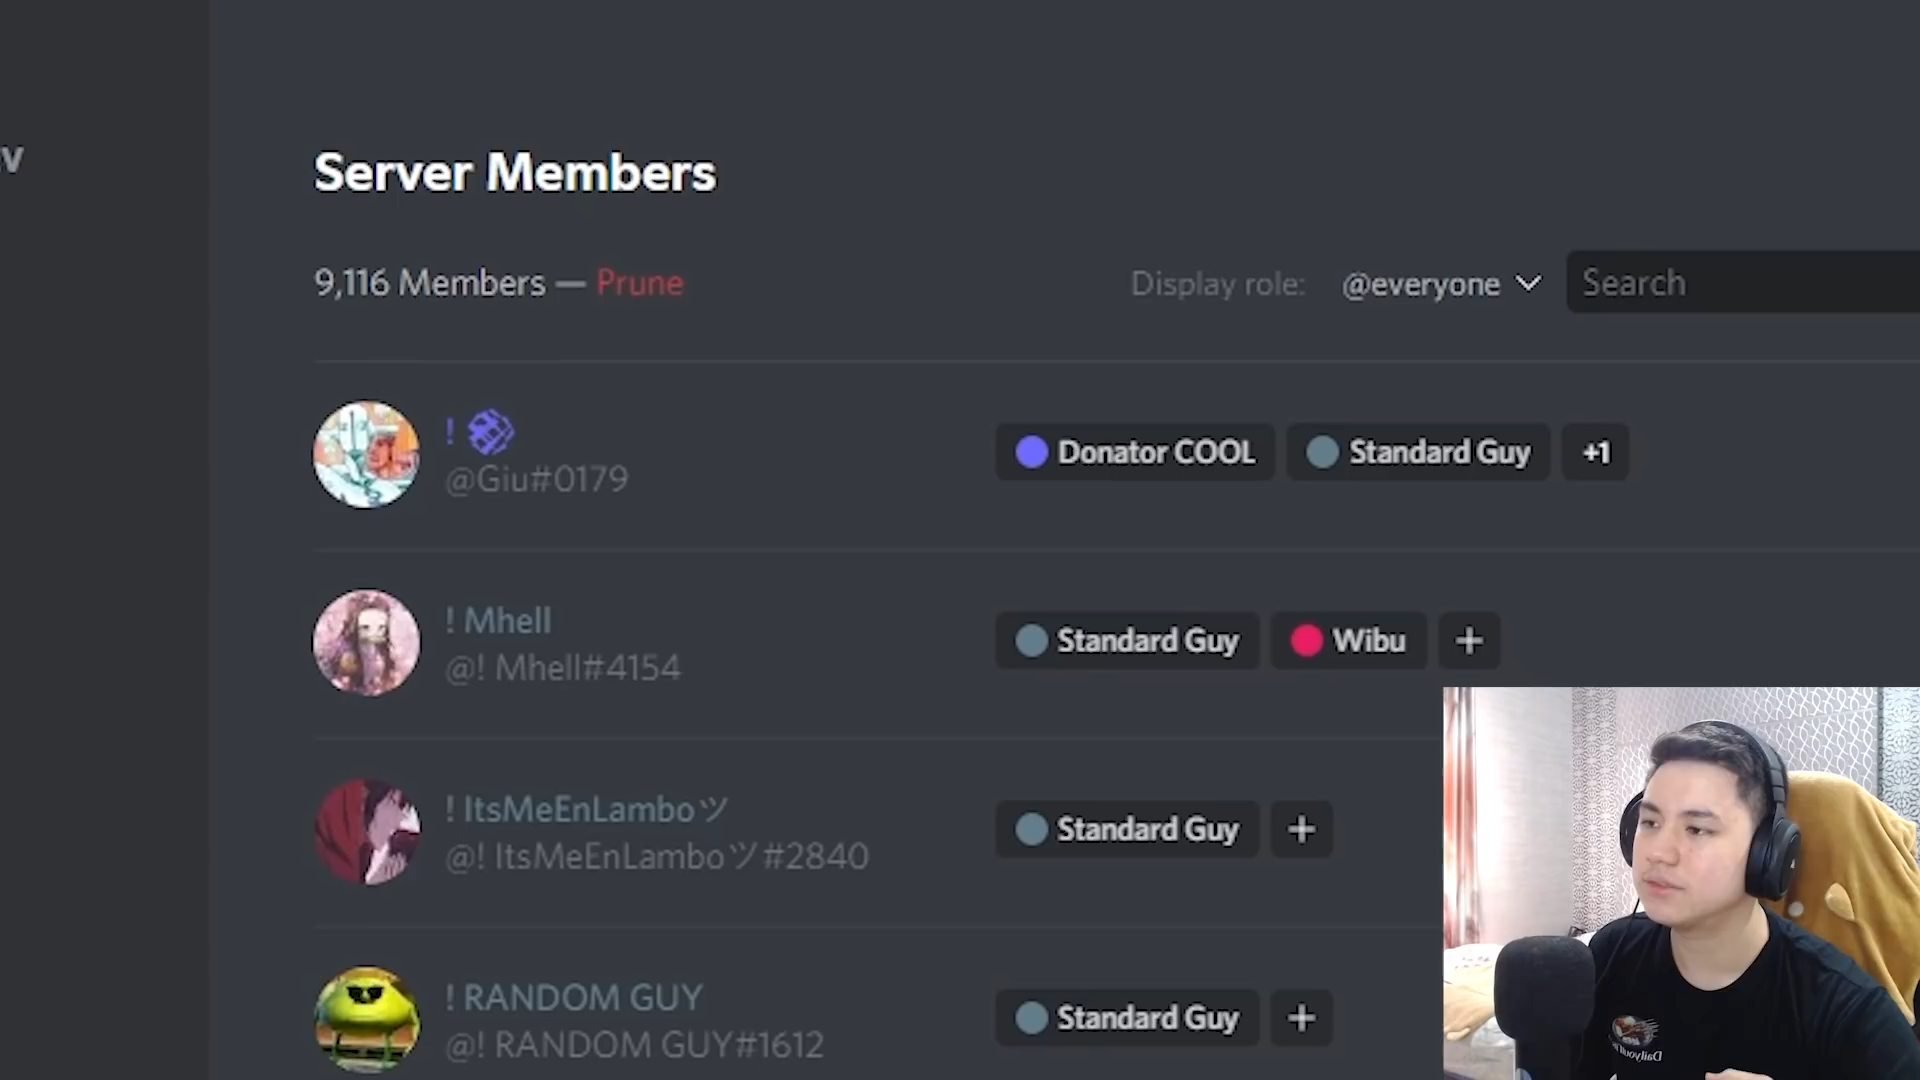 v
Server Members
9,116 Members — Prune
Display role: @everyone
Search
!
@Giu#0179
Donator COOL
Standard Guy
+1
! Mhell
@! Mhell#4154
Standard Guy
Wibu
+
! ItsMeEnLamboツ
@! ItsMeEnLamboツ#2840
Standard Guy
+
! RANDOM GUY
@! RANDOM GUY#1612
Standard Guy
+